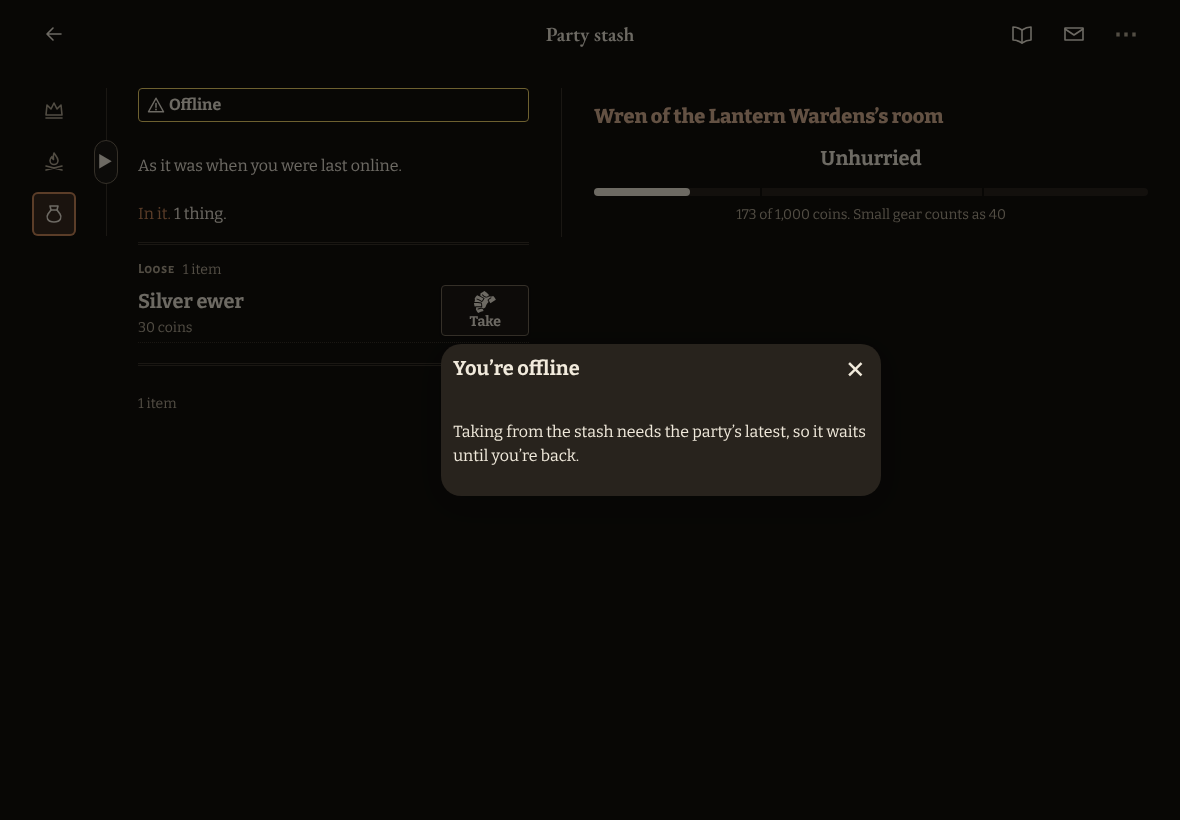 Party stash
Offline
As it was when you were last online.
In it. 1 thing.
Loose 1 item
Silver ewer
30 coins
Take
1 item
Wren of the Lantern Wardens’s room
Unhurried
173 of 1,000 coins. Small gear counts as 40
You’re offline
Taking from the stash needs the party’s latest, so it waits
until you’re back.